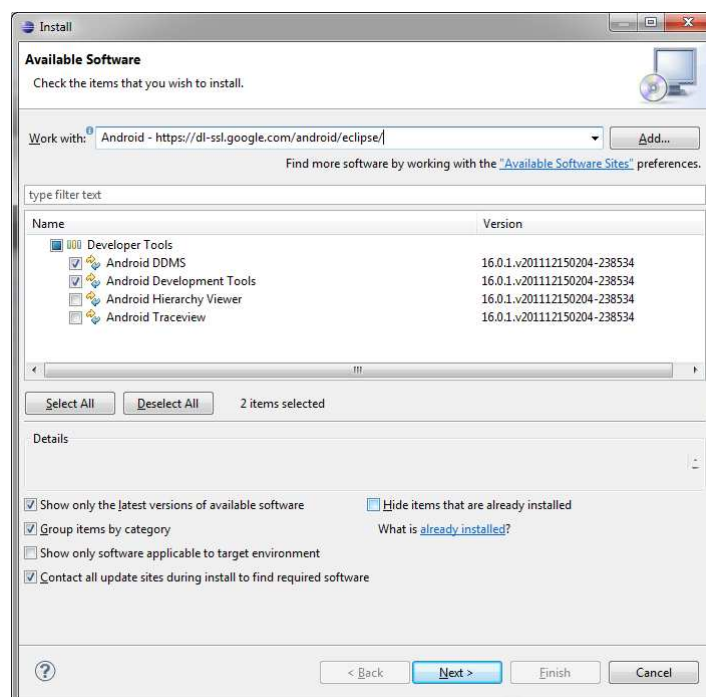 Install
Available Software
Check the items that you wish to install.
Work with: Android - https://dl-ssl.google.com/android/eclipse/ Add...
Find more software by working with the "Available Software Sites" preferences.
type filter text
Name Version
Developer Tools
Android DDMS 16.0.1.v201112150204-238534
Android Development Tools 16.0.1.v201112150204-238534
Android Hierarchy Viewer 16.0.1.v201112150204-238534
Android Traceview 16.0.1.v201112150204-238534
Select All Deselect All 2 items selected
Details
Show only the latest versions of available software Hide items that are already installed
Group items by category What is already installed?
Show only software applicable to target environment
Contact all update sites during install to find required software
? < Back Next > Finish Cancel